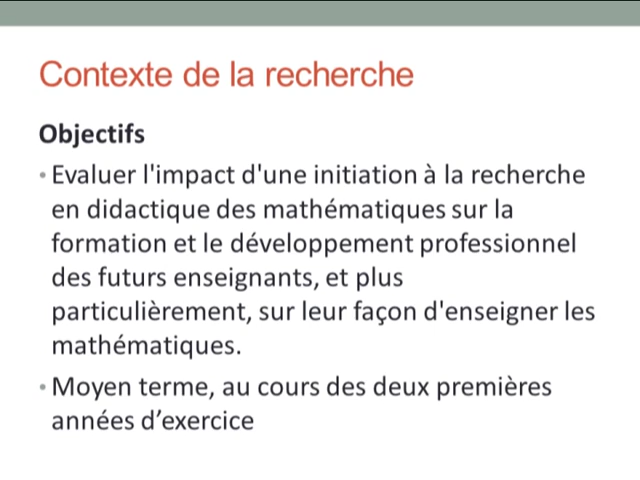 Contexte de la recherche
Objectifs
• Evaluer l'impact d'une initiation à la recherche
en didactique des mathématiques sur la
formation et le développement professionnel
des futurs enseignants, et plus
particulièrement, sur leur façon d'enseigner les
mathématiques.
• Moyen terme, au cours des deux premières
années d’exercice